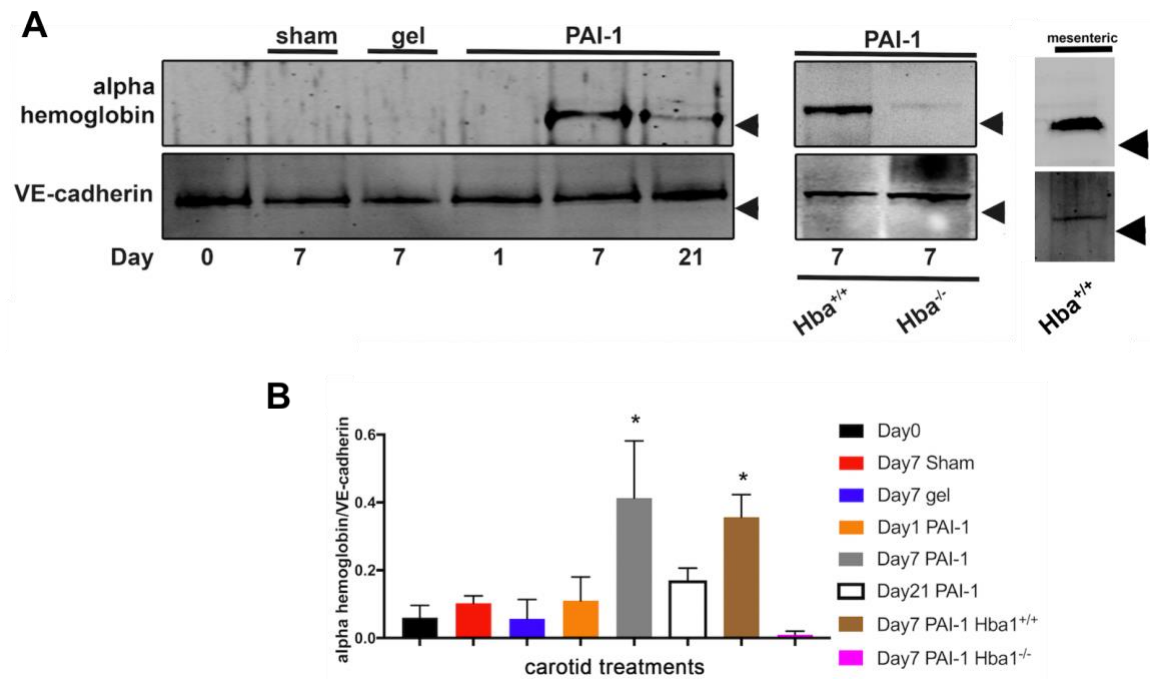 A
sham gel PAI-1 PAI-1 mesenteric
alpha
hemoglobin
VE-cadherin
Day 0 7 7 1 7 21 7 7
Hba+/+ Hba-/- Hba+/+
B
alpha hemoglobin/VE-cadherin
0.6
0.4
0.2
0.0
* *
carotid treatments
Day0
Day7 Sham
Day7 gel
Day1 PAI-1
Day7 PAI-1
Day21 PAI-1
Day7 PAI-1 Hba1+/+
Day7 PAI-1 Hba1-/-